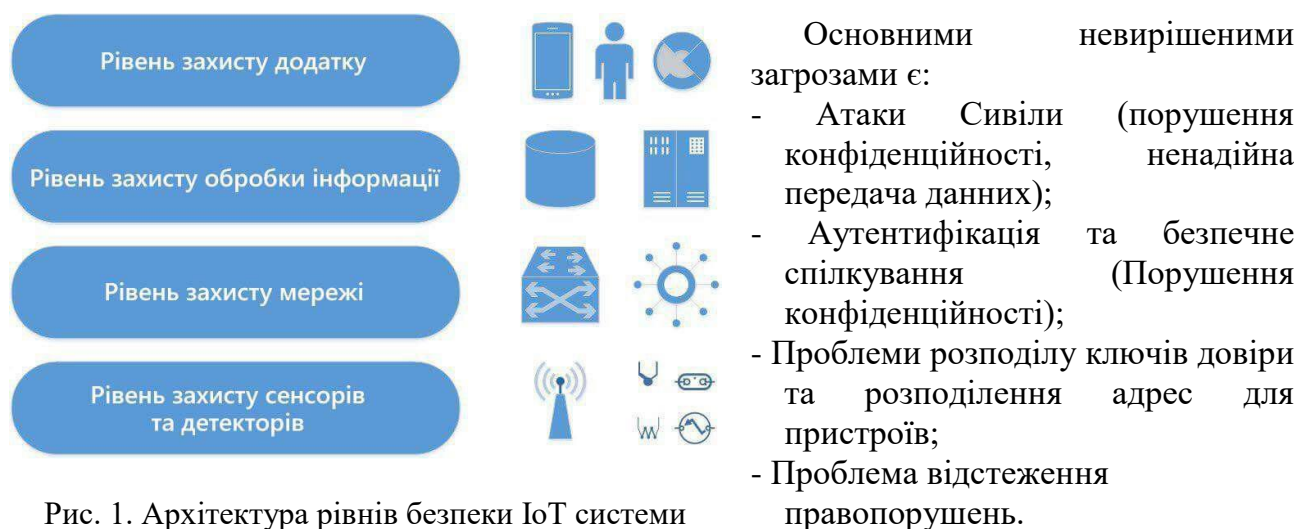 Рівень захисту додатку
Рівень захисту обробки інформації
Рівень захисту мережі
Рівень захисту сенсорів
та детекторів
Рис. 1. Архітектура рівнів безпеки IoT системи
Основними невирішеними
загрозами є:
- Атаки Сивіли (порушення
конфіденційності, ненадійна
передача данних);
- Аутентифікація та безпечне
спілкування (Порушення
конфіденційності);
- Проблеми розподілу ключів довіри
та розподілення адрес для
пристроїв;
- Проблема відстеження
правопорушень.